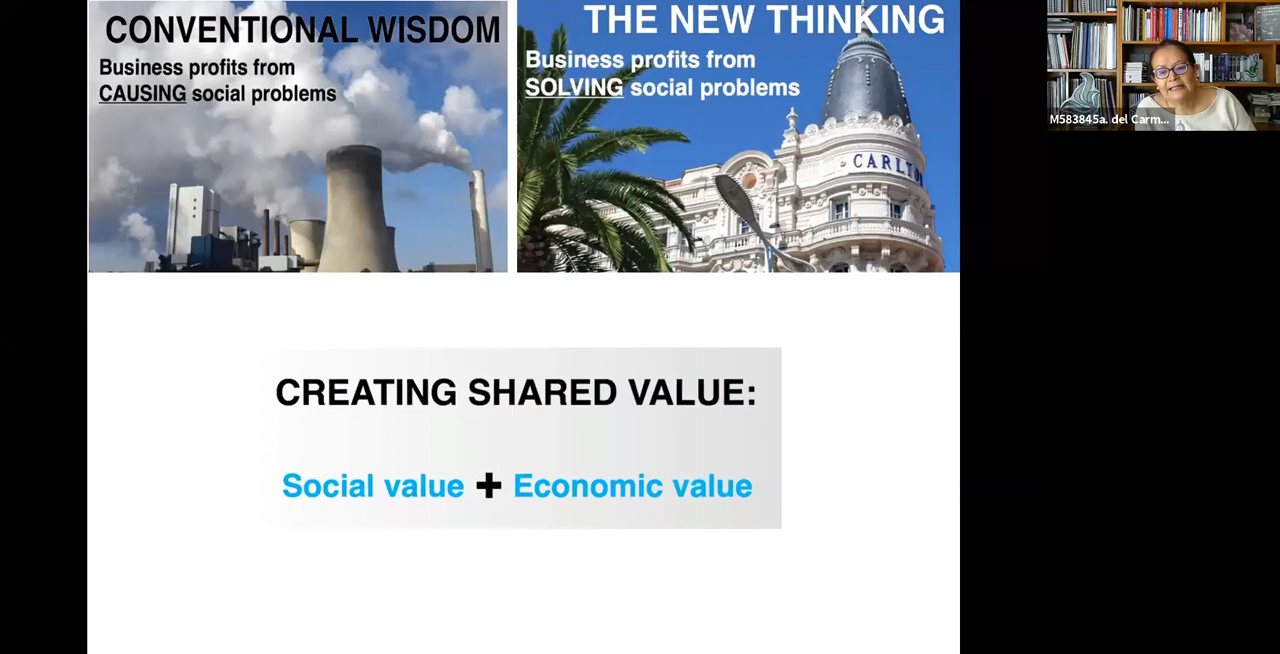 CONVENTIONAL WISDOM
Business profits from
CAUSING social problems
THE NEW THINKING
Business profits from
SOLVING social problems
CARLTO
M583845a. del Carm...
CREATING SHARED VALUE:
Social value + Economic value